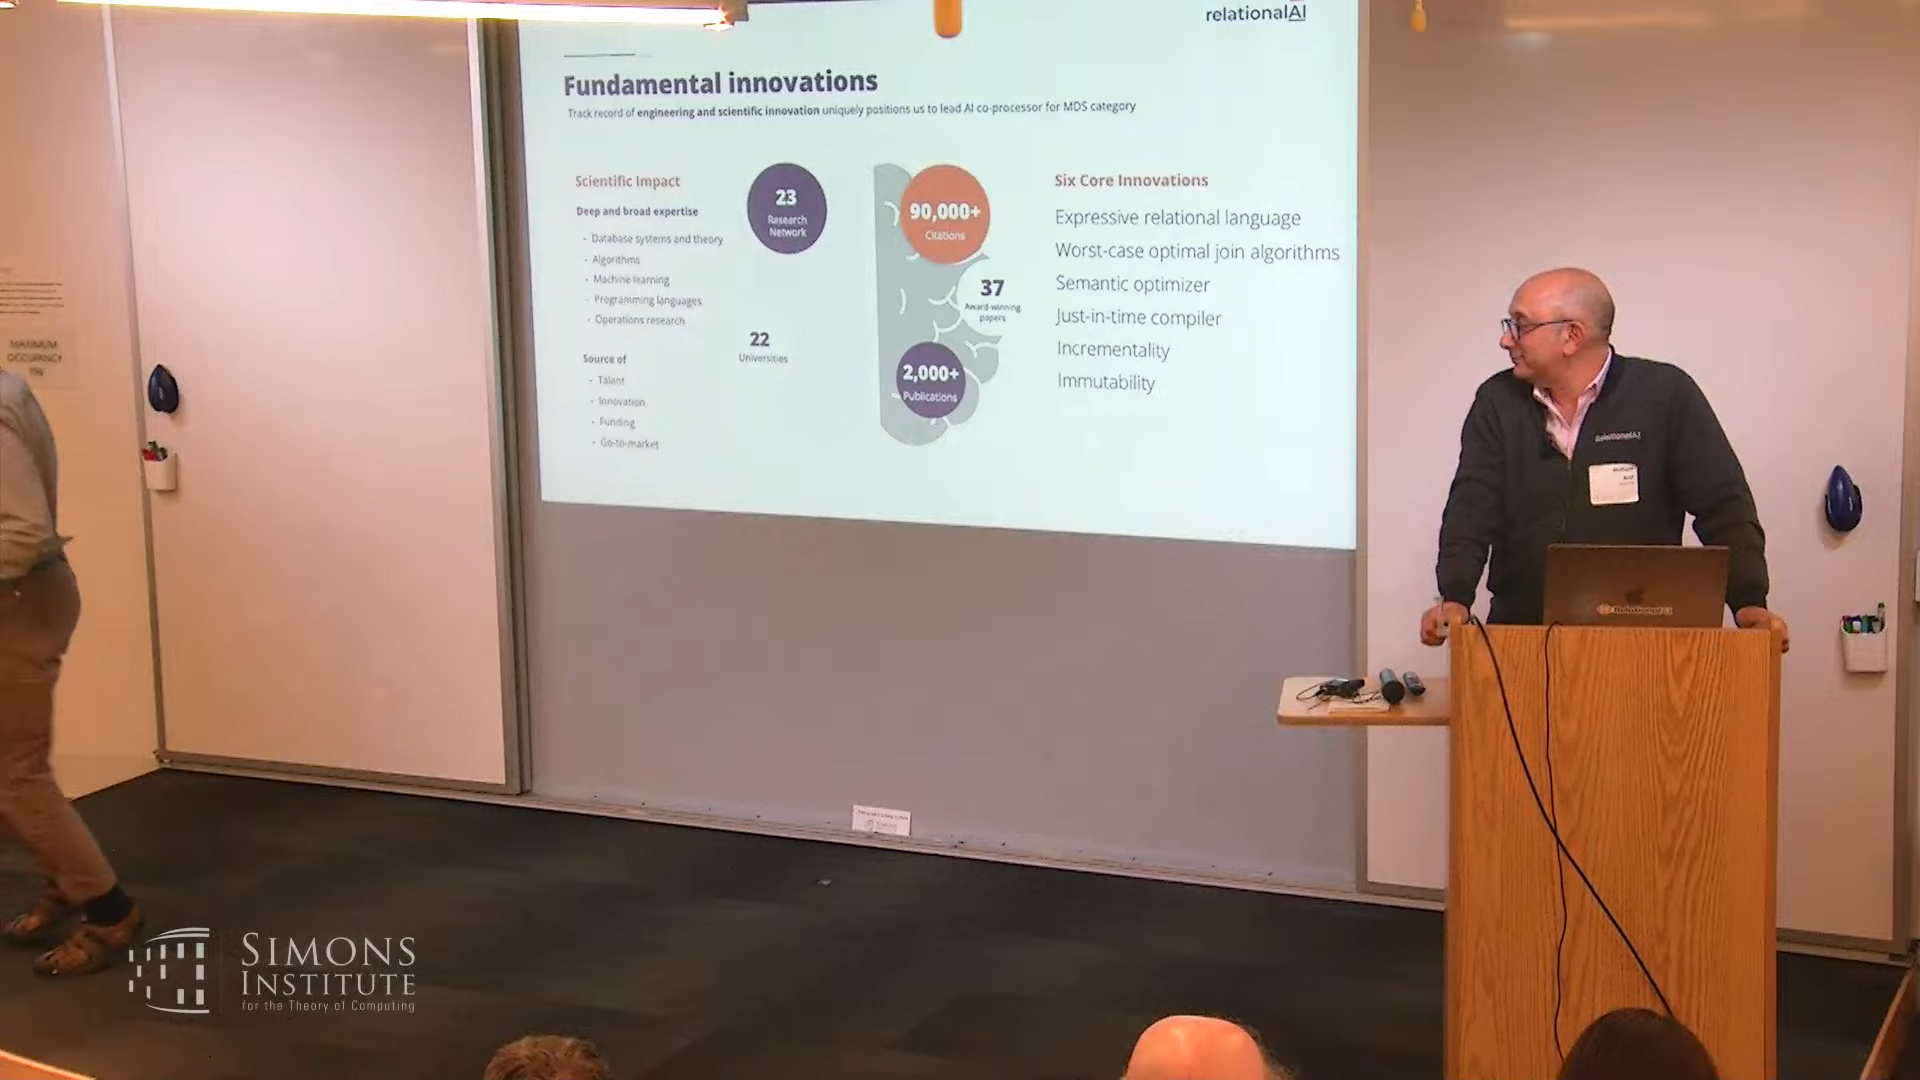 relationalAI
Fundamental innovations
Track record of engineering and scientific innovation uniquely positions us to lead AI co-processor for MDS category
Scientific Impact
Deep and broad expertise
- Database systems and theory
- Algorithms
- Machine learning
- Programming languages
- Operations research
Source of
- Talent
- Innovation
- Funding
- Go-to-market
23
Research
Network
22
Universities
90,000+
Citations
37
Award-winning
papers
2,000+
Publications
Six Core Innovations
Expressive relational language
Worst-case optimal join algorithms
Semantic optimizer
Just-in-time compiler
Incrementality
Immutability
MAXIMUM
OCCUPANCY
RelationalAI
RelationalAI
SIMONS
INSTITUTE
for the Theory of Computing